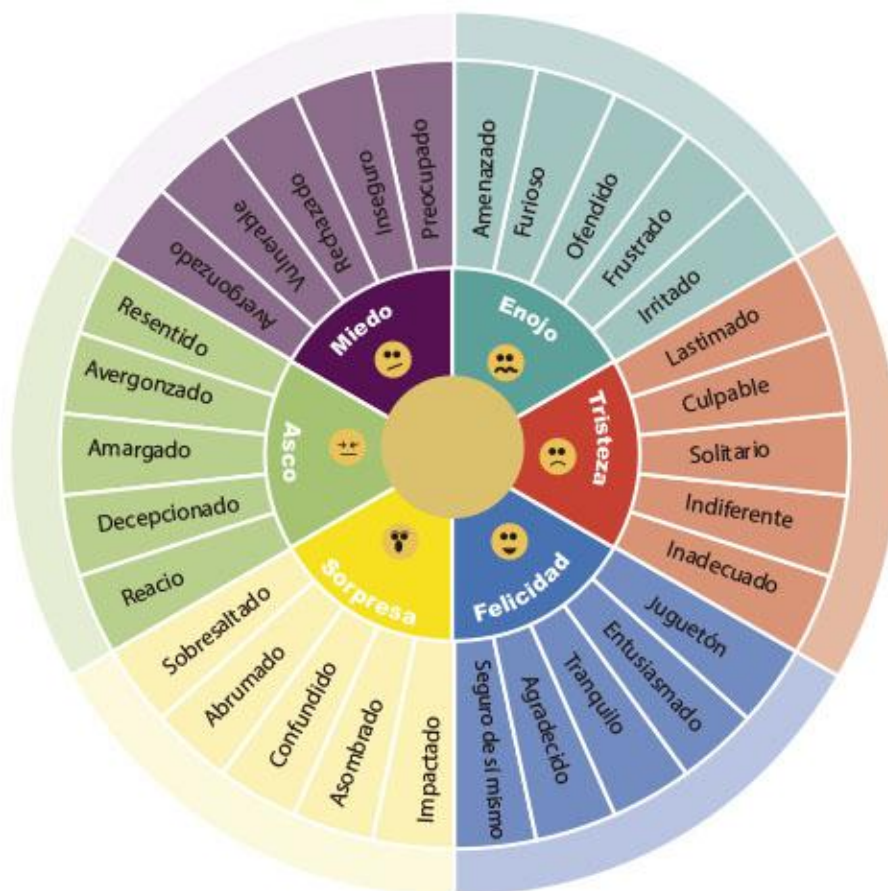 Miedo
Preocupado
Inseguro
Rechazado
Vulnerable
Avergonzado
Enojo
Amenazado
Furioso
Ofendido
Frustrado
Irritado
Tristeza
Lastimado
Culpable
Solitario
Indiferente
Inadecuado
Felicidad
Juguetón
Entusiasmado
Tranquilo
Agradecido
Seguro de sí mismo
Sorpresa
Impactado
Asombrado
Confundido
Abrumado
Sobresaltado
Asco
Reacio
Decepcionado
Amargado
Avergonzado
Resentido